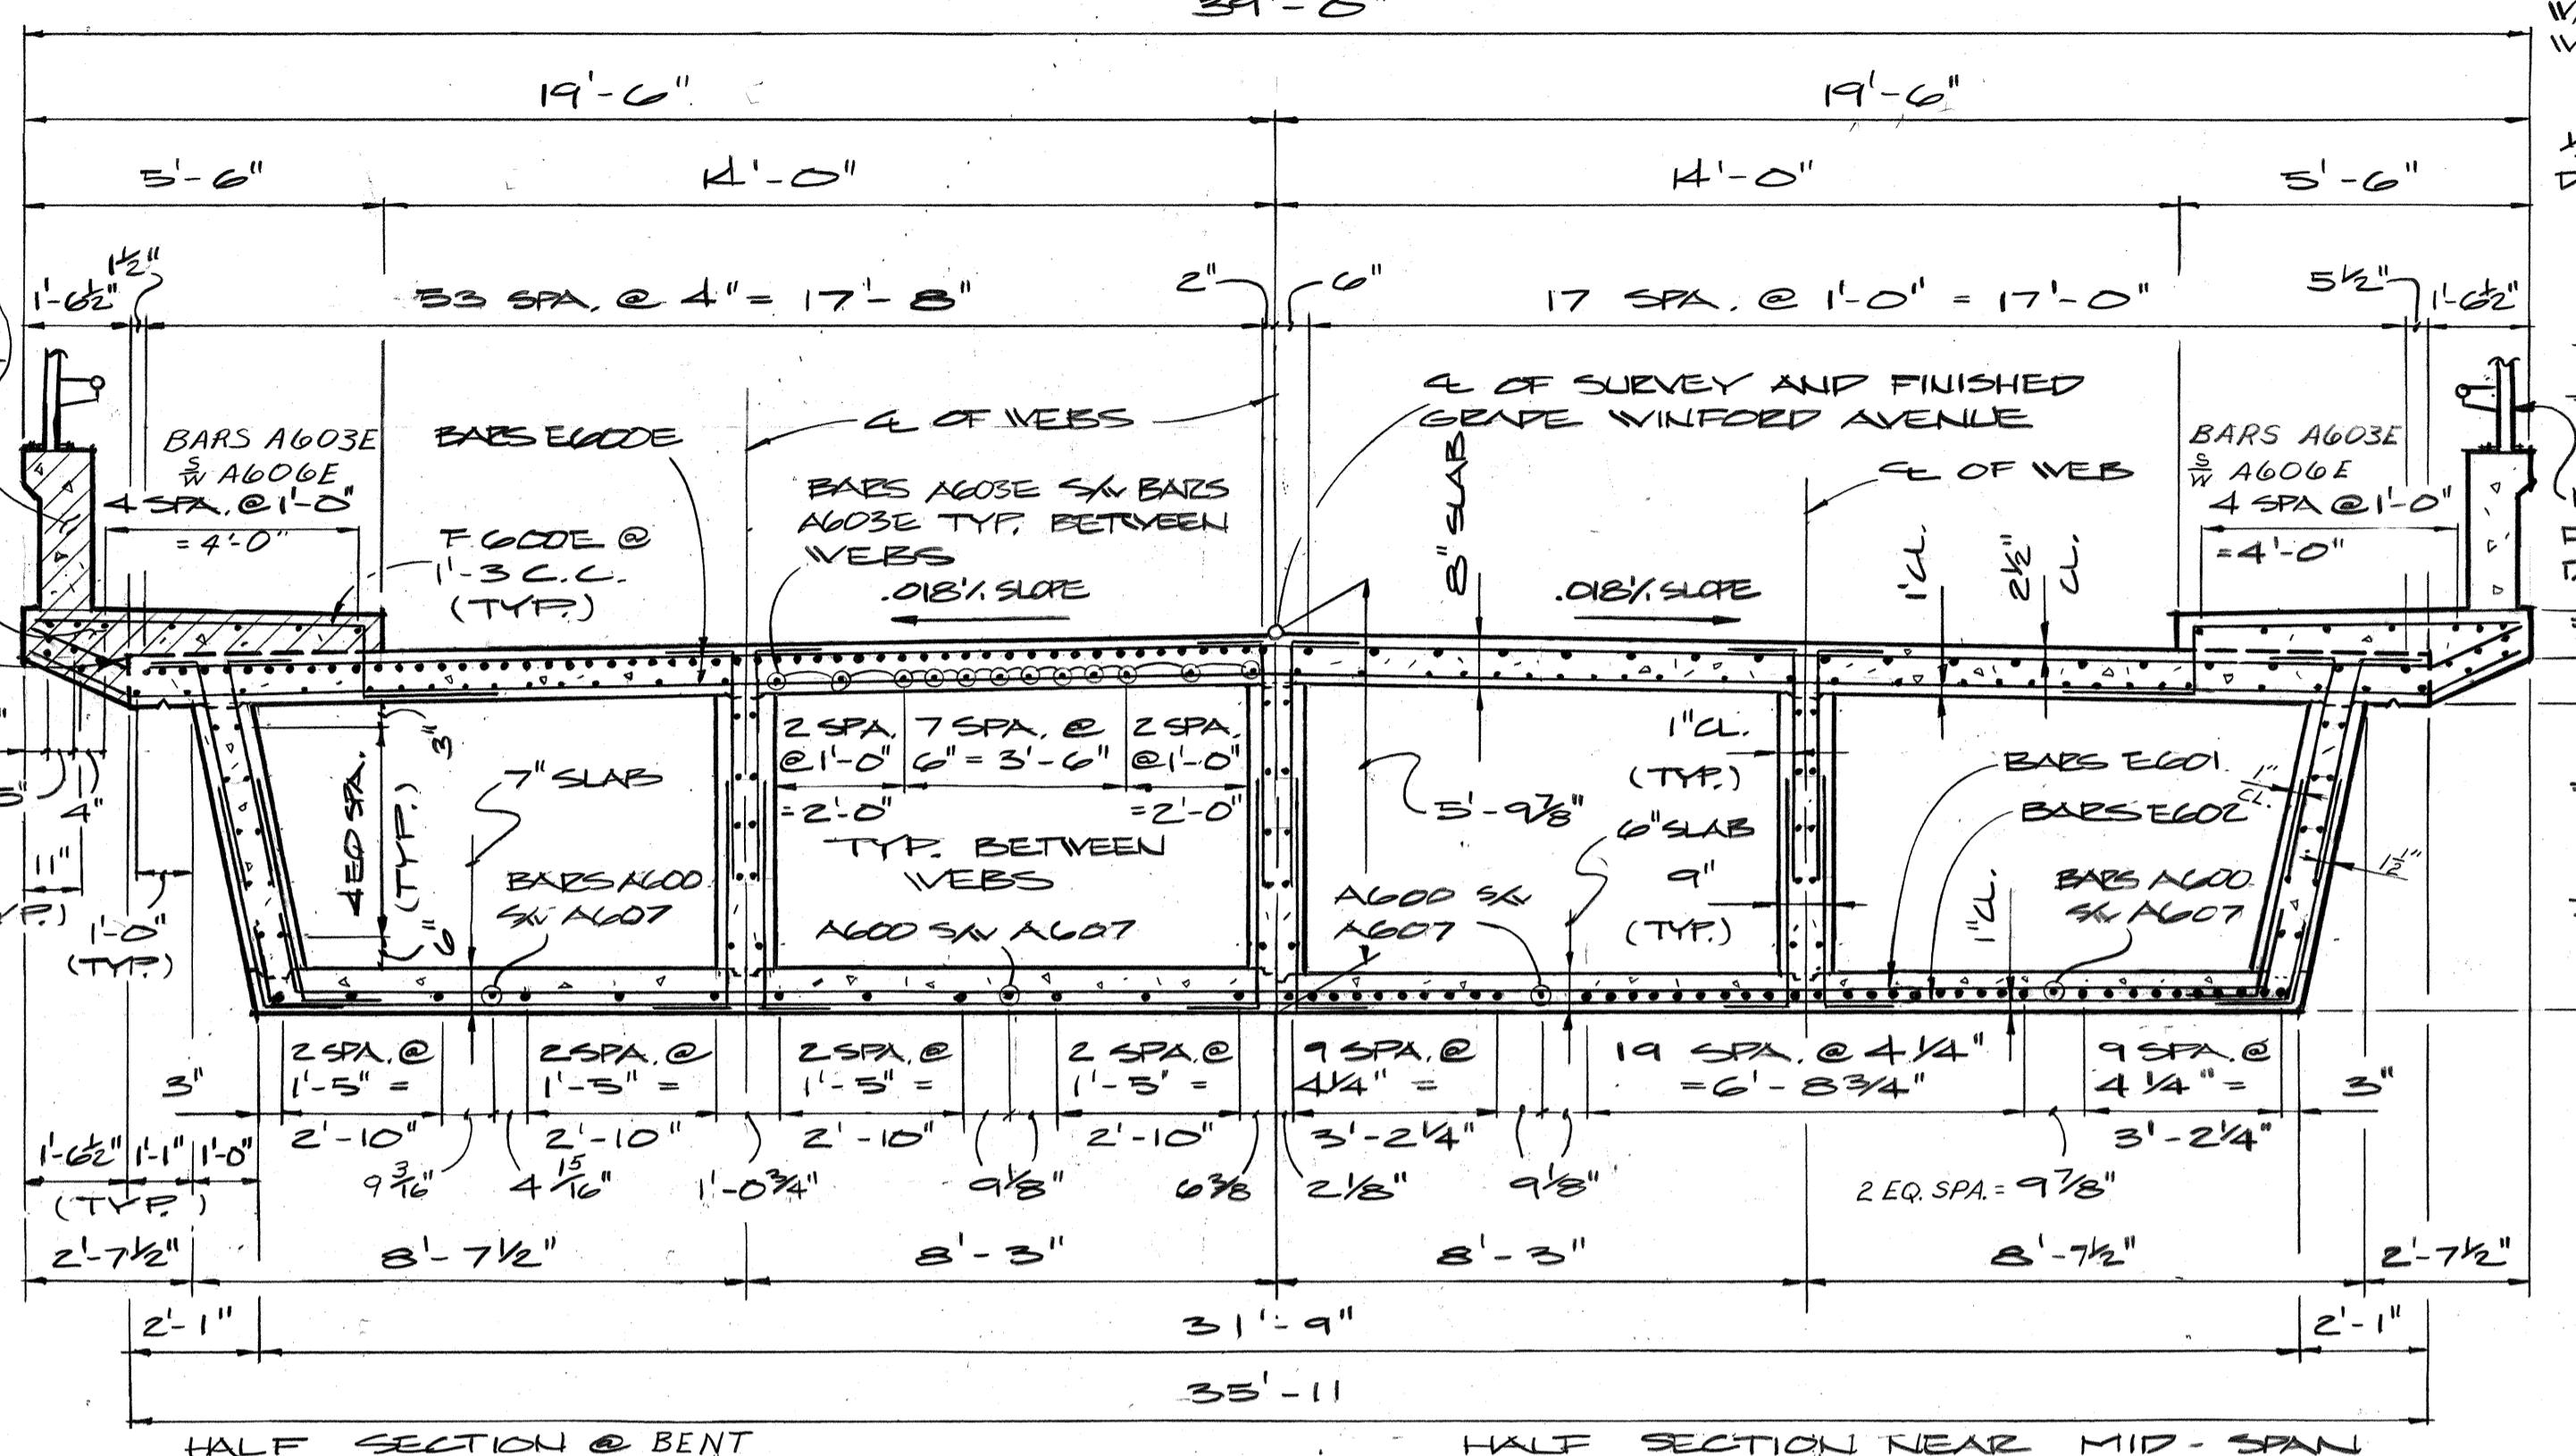 39'-0"
19'-6"
19'-6"
5'-6"
14'-0"
14'-0"
5'-6"
1'-6½"
1½"
53 SPA. @ 4" = 17'-8"
2"
6"
17 SPA. @ 1'-0" = 17'-0"
5½"
1'-6½"
BARS A603E
S/W A606E
4 SPA. @ 1'-0"
= 4'-0"
BARS E600E
℄ OF WEBS
℄ OF SURVEY AND FINISHED
GRADE WINFORD AVENUE
BARS A603E
S/W A606E
4 SPA @ 1'-0"
= 4'-0"
℄ OF WEB
F600E @
1'-3 C.C.
(TYP.)
BARS A603E S/W BARS
A603E TYP. BETWEEN
WEBS
.018'/. SLOPE
8" SLAB
.018'/. SLOPE
1"CL.
2½"
CL.
3"
4 EQ SPA.
(TYP.)
6"
7" SLAB
2 SPA.
@ 1'-0"
= 2'-0"
7 SPA. @
6" = 3'-6"
2 SPA.
@ 1'-0"
= 2'-0"
TYP. BETWEEN
WEBS
5'-9⅞"
1"CL.
(TYP.)
6" SLAB
9"
(TYP.)
BARS E601
BARS E602
1"
CL.
1½"
4"
11"
1'-0"
(TYP.)
BARS A600
S/W A607
A600 S/W A607
A600 S/W
A607
1"CL.
BARS A600
S/W A607
3"
2 SPA. @
1'-5" =
2'-10"
2 SPA. @
1'-5" =
2'-10"
2 SPA. @
1'-5" =
2'-10"
2 SPA. @
1'-5' =
2'-10"
9 SPA. @
4¼" =
3'-2¼"
19 SPA. @ 4¼"
= 6'-8¾"
9 SPA. @
4¼" =
3'-2¼"
3"
1'-6½"
1'-1"
1'-0"
(TYP.)
9 3/16"
4 15/16"
1'-0¾"
9⅛"
6⅜
2⅛"
9⅛"
2 EQ. SPA. = 9⅞"
2'-7½"
8'-7½"
8'-3"
8'-3"
8'-7½"
2'-7½"
2'-1"
31'-9"
2'-1"
35'-11
HALF SECTION @ BENT
HALF SECTION NEAR MID-SPAN